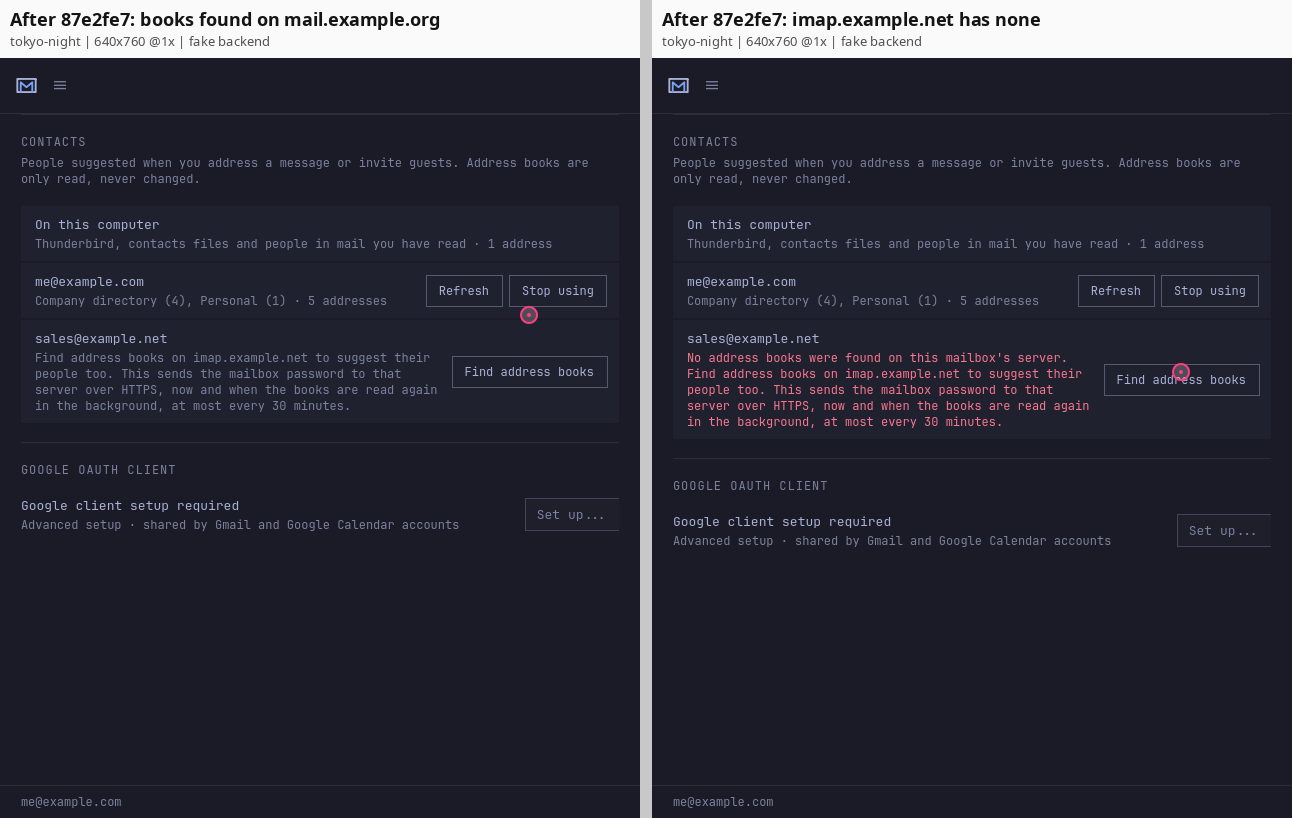 After 87e2fe7: books found on mail.example.org
tokyo-night | 640x760 @1x | fake backend
CONTACTS
People suggested when you address a message or invite guests. Address books are
only read, never changed.
On this computer
Thunderbird, contacts files and people in mail you have read · 1 address
me@example.com
Company directory (4), Personal (1) · 5 addresses
Refresh
Stop using
sales@example.net
Find address books on imap.example.net to suggest their
people too. This sends the mailbox password to that
server over HTTPS, now and when the books are read again
in the background, at most every 30 minutes.
Find address books
GOOGLE OAUTH CLIENT
Google client setup required
Advanced setup · shared by Gmail and Google Calendar accounts
Set up...
me@example.com
After 87e2fe7: imap.example.net has none
tokyo-night | 640x760 @1x | fake backend
CONTACTS
People suggested when you address a message or invite guests. Address books are
only read, never changed.
On this computer
Thunderbird, contacts files and people in mail you have read · 1 address
me@example.com
Company directory (4), Personal (1) · 5 addresses
Refresh
Stop using
sales@example.net
No address books were found on this mailbox's server.
Find address books on imap.example.net to suggest their
people too. This sends the mailbox password to that
server over HTTPS, now and when the books are read again
in the background, at most every 30 minutes.
Find address books
GOOGLE OAUTH CLIENT
Google client setup required
Advanced setup · shared by Gmail and Google Calendar accounts
Set up...
me@example.com